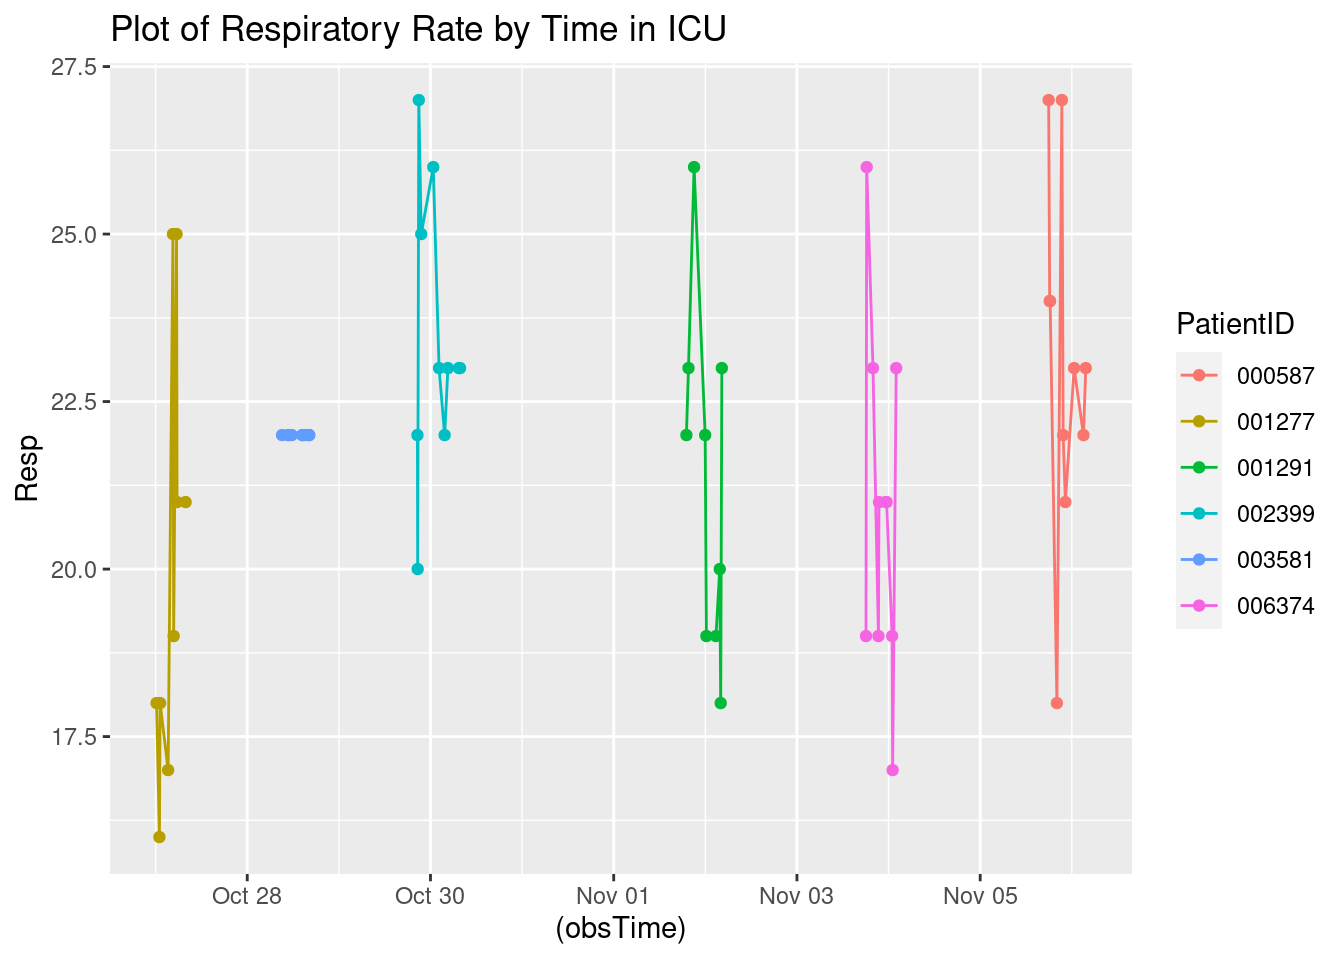 Plot of Respiratory Rate by Time in ICU
27.5
25.0
22.5
20.0
17.5
Resp
Oct 28
Oct 30
Nov 01
Nov 03
Nov 05
(obsTime)
PatientID
000587
001277
001291
002399
003581
006374